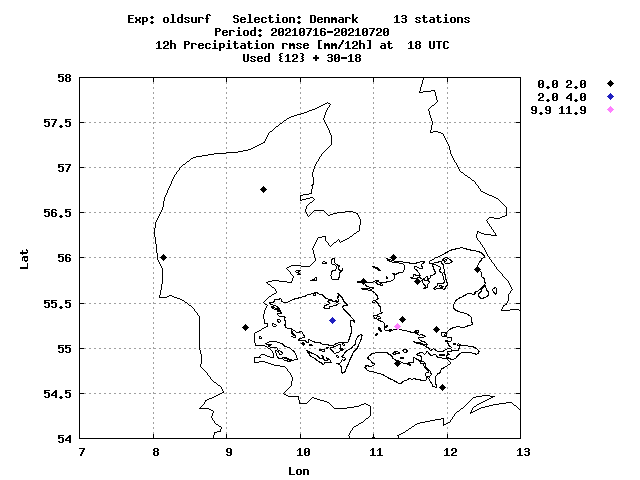 Exp: oldsurf   Selection: Denmark     13 stations
Period: 20210716-20210720
12h Precipitation rmse [mm/12h] at  18 UTC
Used {12} + 30-18
0.0 2.0
2.0 4.0
9.9 11.9
58
57.5
57
56.5
56
55.5
55
54.5
54
Lat
7 8 9 10 11 12 13
Lon